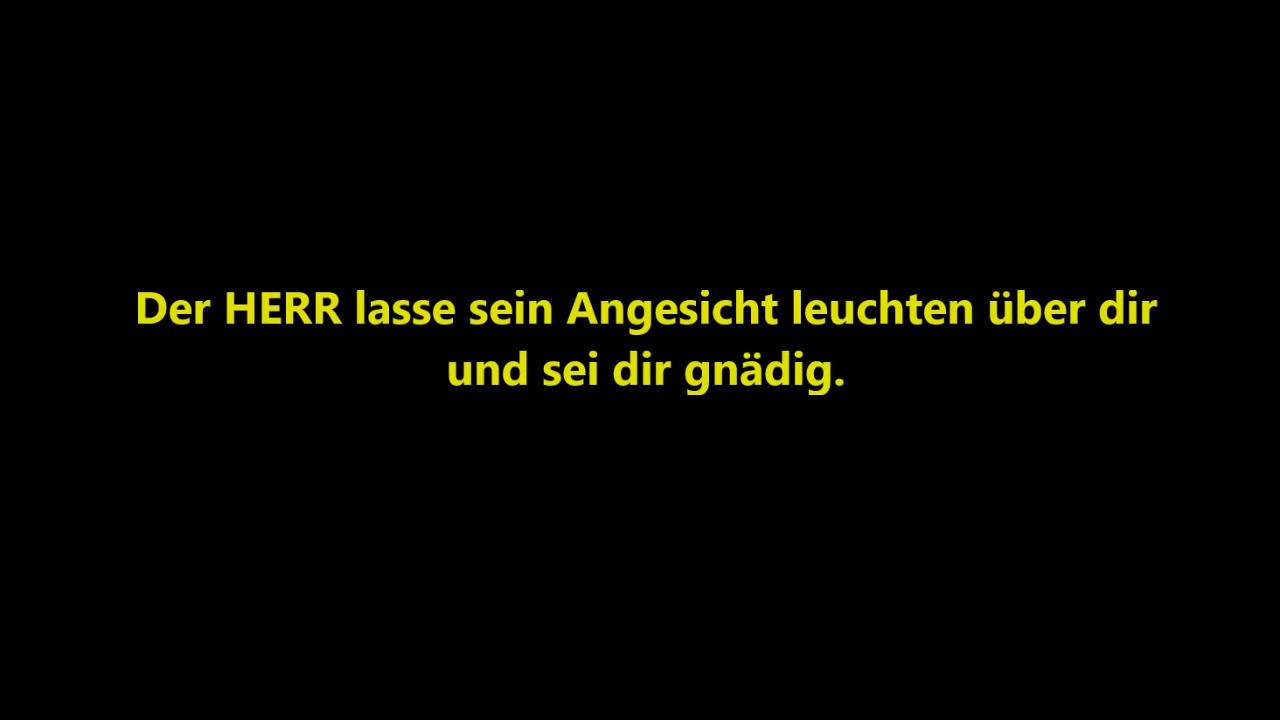 Der HERR lasse sein Angesicht leuchten über dir
und sei dir gnädig.